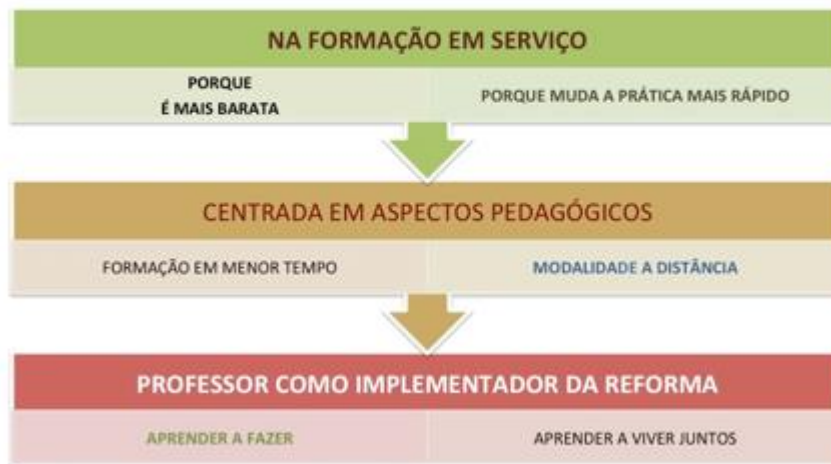 NA FORMAÇÃO EM SERVIÇO
PORQUE
É MAIS BARATA
PORQUE MUDA A PRÁTICA MAIS RÁPIDO
CENTRADA EM ASPECTOS PEDAGÓGICOS
FORMAÇÃO EM MENOR TEMPO
MODALIDADE A DISTÂNCIA
PROFESSOR COMO IMPLEMENTADOR DA REFORMA
APRENDER A FAZER
APRENDER A VIVER JUNTOS